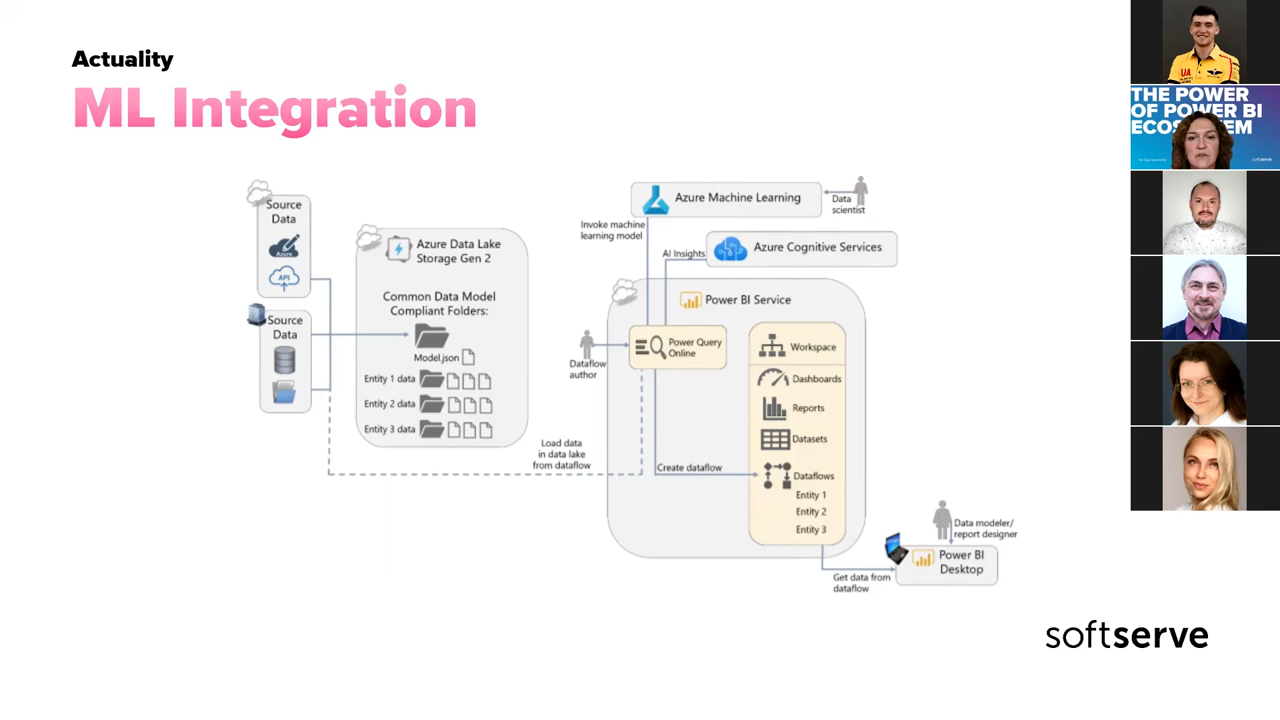 Actuality
ML Integration
Source
Data
Azure
API
Source
Data
Azure Data Lake
Storage Gen 2
Common Data Model
Compliant Folders:
Model.json
Entity 1 data
Entity 2 data
Entity 3 data
Load data
in data lake
from dataflow
Azure Machine Learning
Data
scientist
Invoke machine
learning model
Azure Cognitive Services
AI Insights
Power BI Service
Dataflow
author
Power Query
Online
Create dataflow
Workspace
Dashboards
Reports
Datasets
Dataflows
Entity 1
Entity 2
Entity 3
Get data from
dataflow
Data modeler/
report designer
Power BI
Desktop
softserve
UA
THE POWER
OF POWER BI
softserve